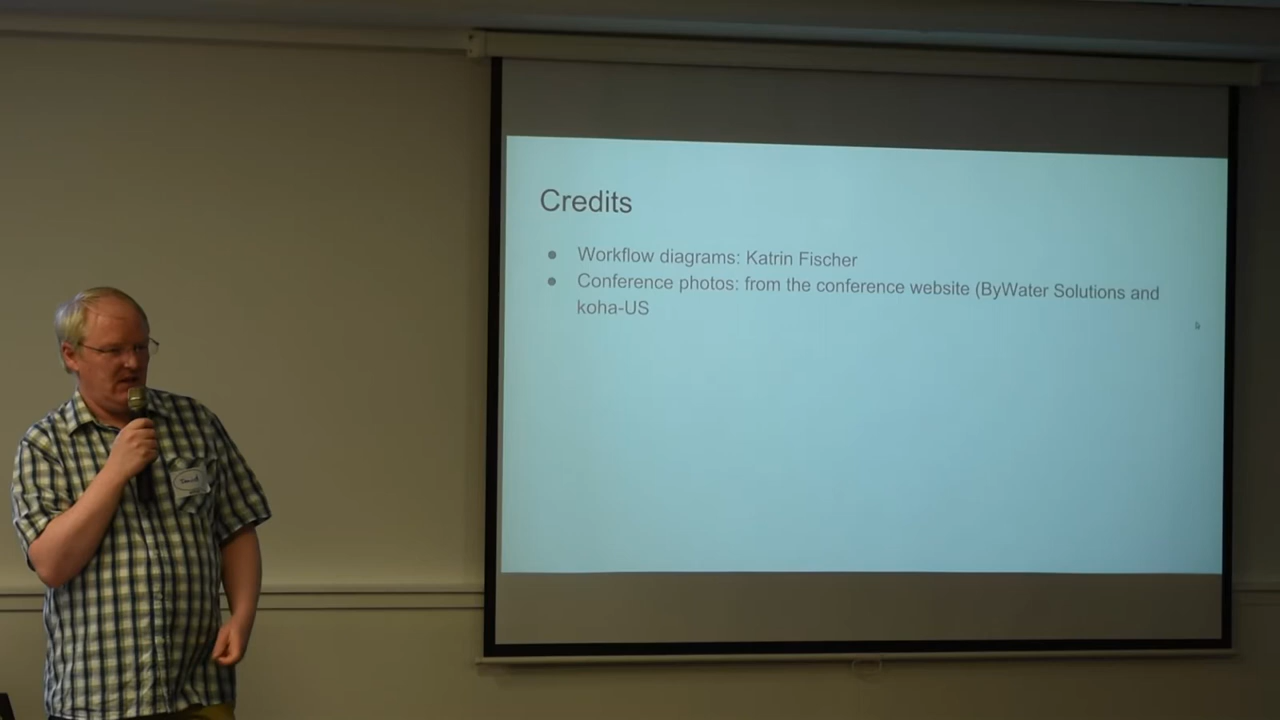 Credits
● Workflow diagrams: Katrin Fischer
● Conference photos: from the conference website (ByWater Solutions and
koha-US